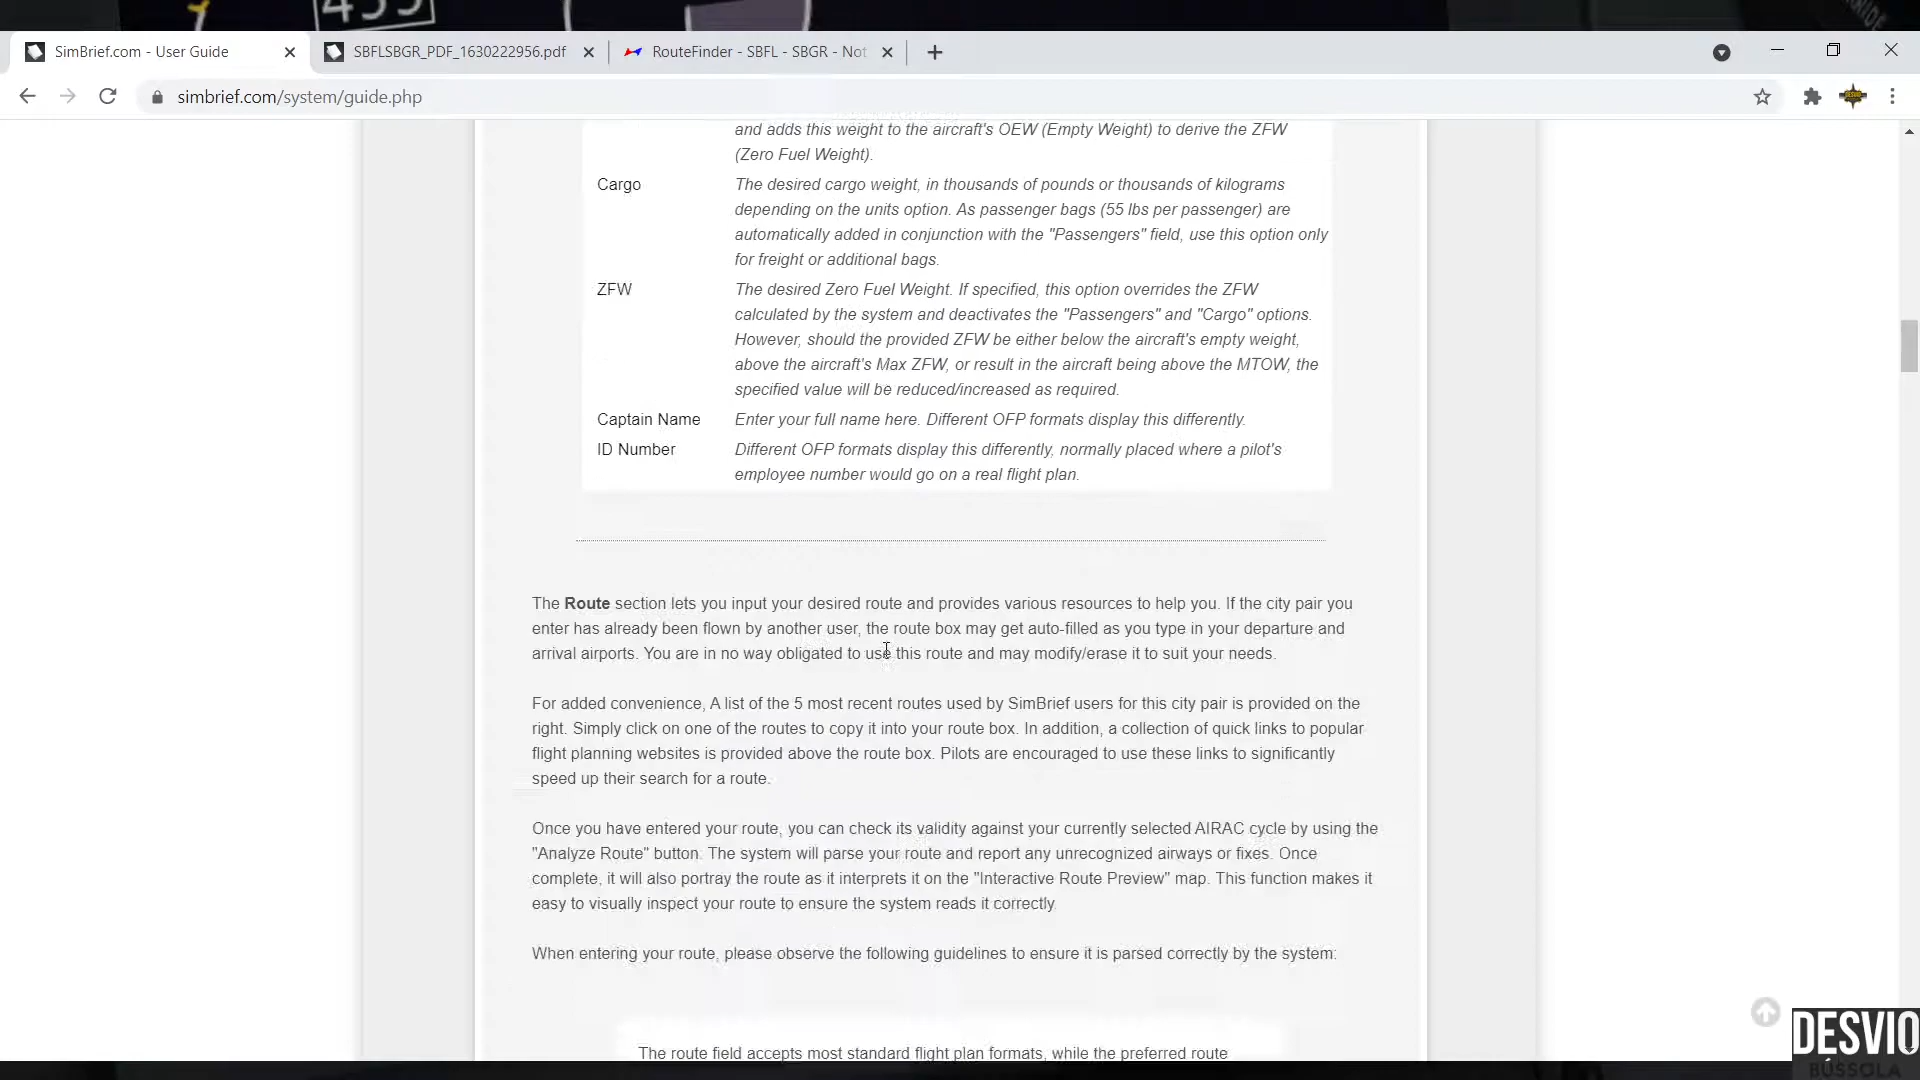 455
SimBrief.com - User Guide
SBFLSBGR_PDF_1630222956.pdf
RouteFinder - SBFL - SBGR - Not
simbrief.com/system/guide.php
and adds this weight to the aircraft's OEW (Empty Weight) to derive the ZFW
(Zero Fuel Weight).
Cargo
The desired cargo weight, in thousands of pounds or thousands of kilograms
depending on the units option. As passenger bags (55 lbs per passenger) are
automatically added in conjunction with the "Passengers" field, use this option only
for freight or additional bags.
ZFW
The desired Zero Fuel Weight. If specified, this option overrides the ZFW
calculated by the system and deactivates the "Passengers" and "Cargo" options.
However, should the provided ZFW be either below the aircraft's empty weight,
above the aircraft's Max ZFW, or result in the aircraft being above the MTOW, the
specified value will be reduced/increased as required.
Captain Name
Enter your full name here. Different OFP formats display this differently.
ID Number
Different OFP formats display this differently, normally placed where a pilot's
employee number would go on a real flight plan.
The Route section lets you input your desired route and provides various resources to help you. If the city pair you
enter has already been flown by another user, the route box may get auto-filled as you type in your departure and
arrival airports. You are in no way obligated to use this route and may modify/erase it to suit your needs.
For added convenience, A list of the 5 most recent routes used by SimBrief users for this city pair is provided on the
right. Simply click on one of the routes to copy it into your route box. In addition, a collection of quick links to popular
flight planning websites is provided above the route box. Pilots are encouraged to use these links to significantly
speed up their search for a route.
Once you have entered your route, you can check its validity against your currently selected AIRAC cycle by using the
"Analyze Route" button. The system will parse your route and report any unrecognized airways or fixes. Once
complete, it will also portray the route as it interprets it on the "Interactive Route Preview" map. This function makes it
easy to visually inspect your route to ensure the system reads it correctly.
When entering your route, please observe the following guidelines to ensure it is parsed correctly by the system:
The route field accepts most standard flight plan formats, while the preferred route
DESVIO
BÚSSOLA